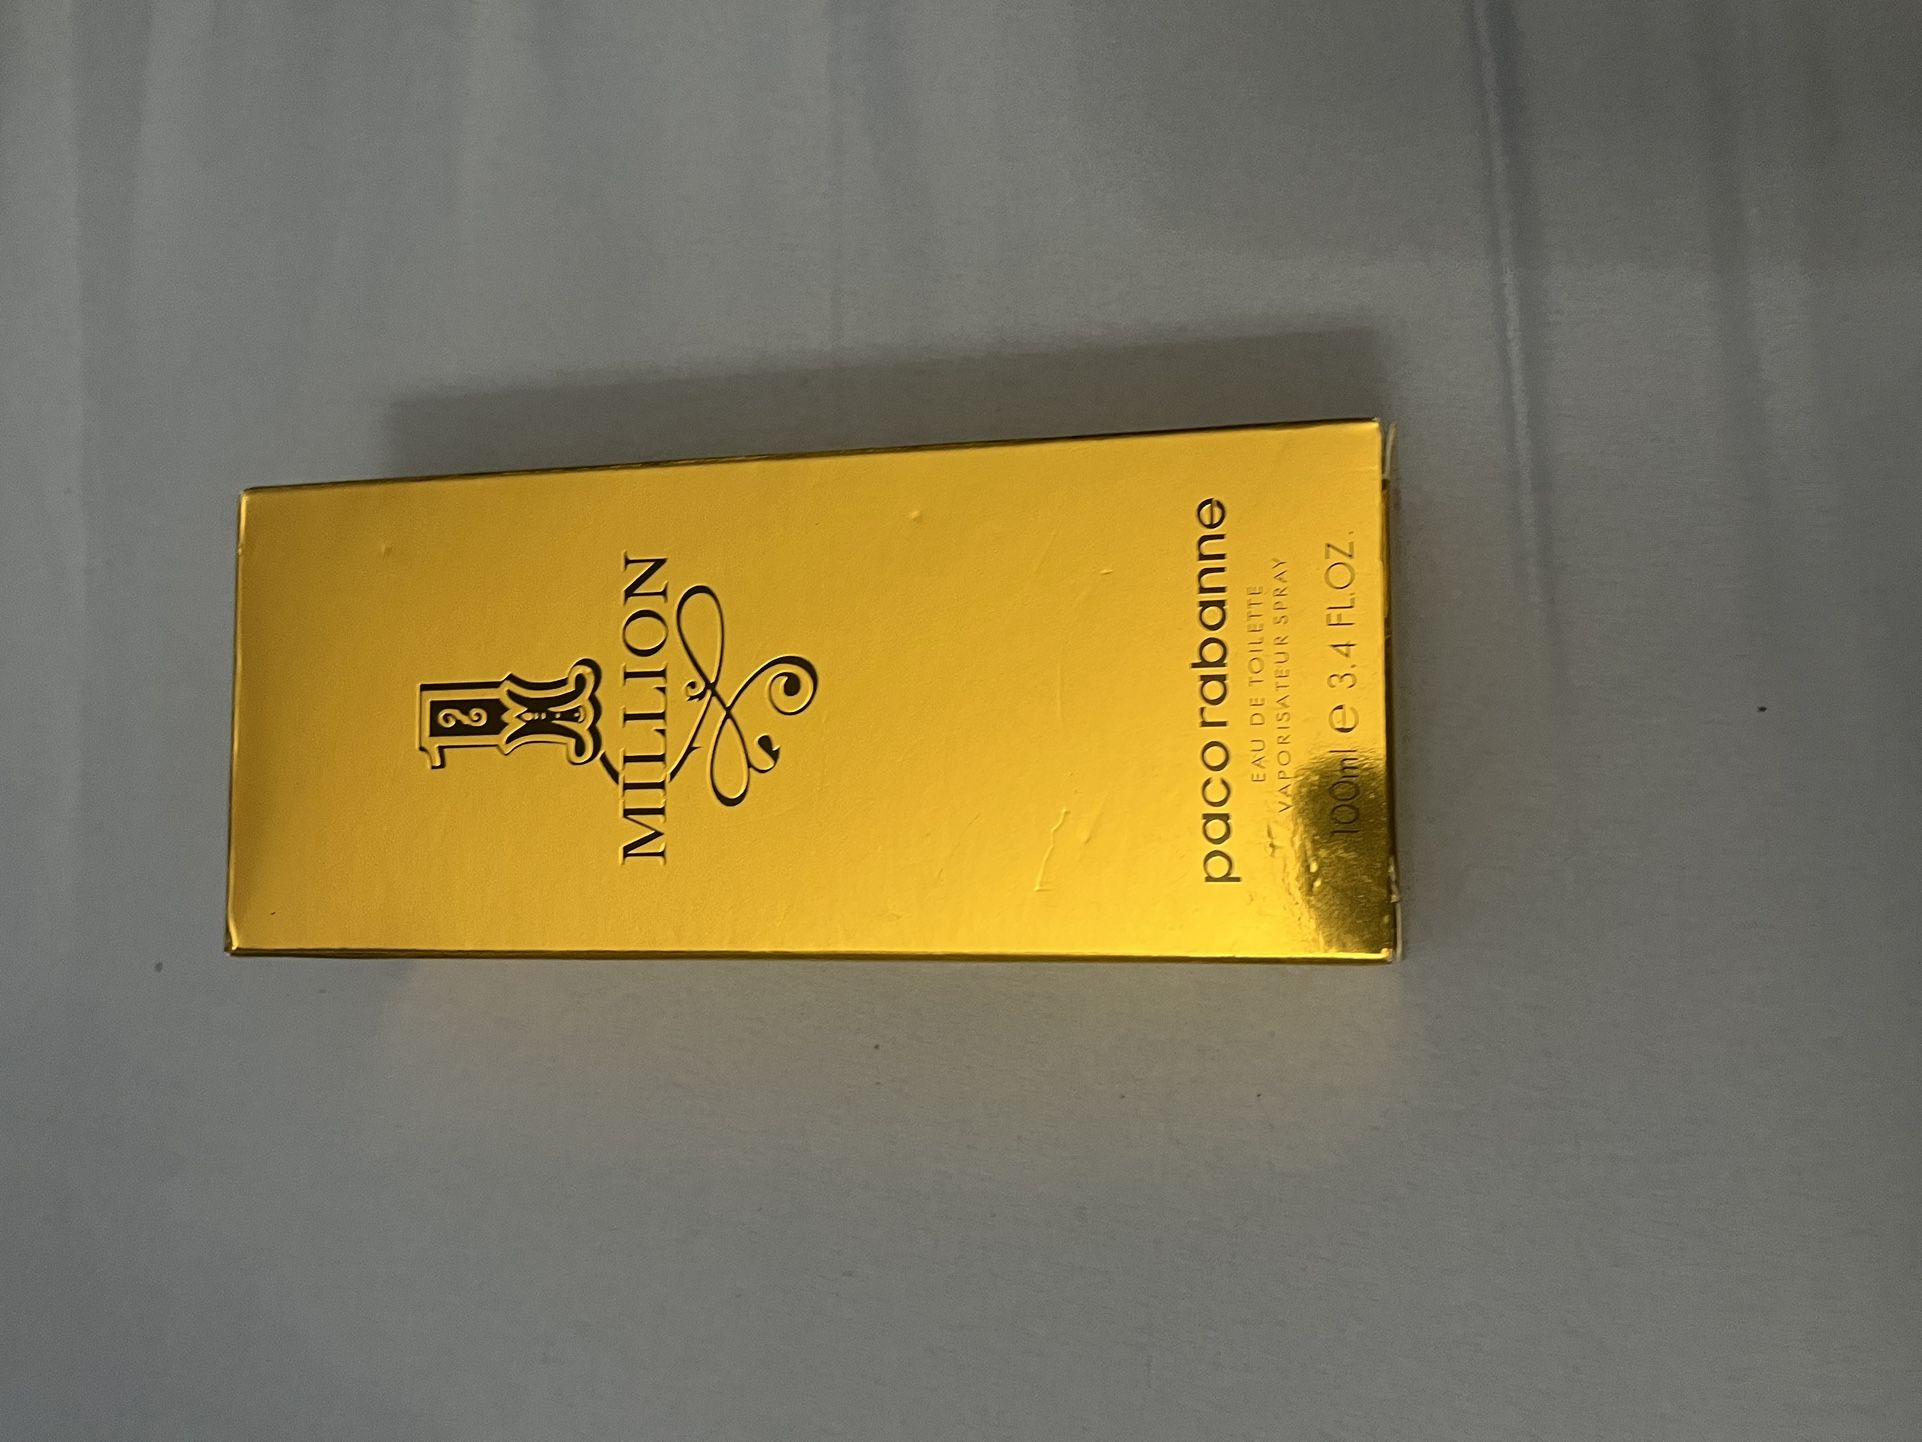 1
MILLION
paco rabanne
EAU DE TOILETTE
VAPORISATEUR SPRAY
100ml e 3.4 FL.OZ.